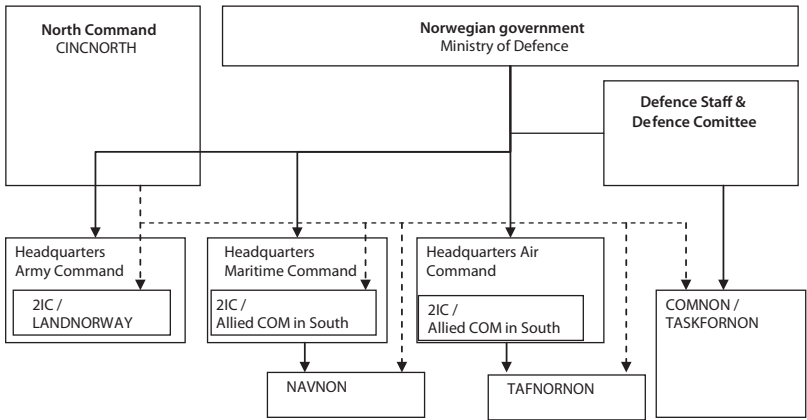 North Command
CINCNORTH
Norwegian government
Ministry of Defence
Defence Staff &
Defence Comittee
Headquarters
Army Command
2IC /
LANDNORWAY
Headquarters
Maritime Command
2IC /
Allied COM in South
Headquarters Air
Command
2IC /
Allied COM in South
COMNON /
TASKFORNON
NAVNON
TAFNORNON